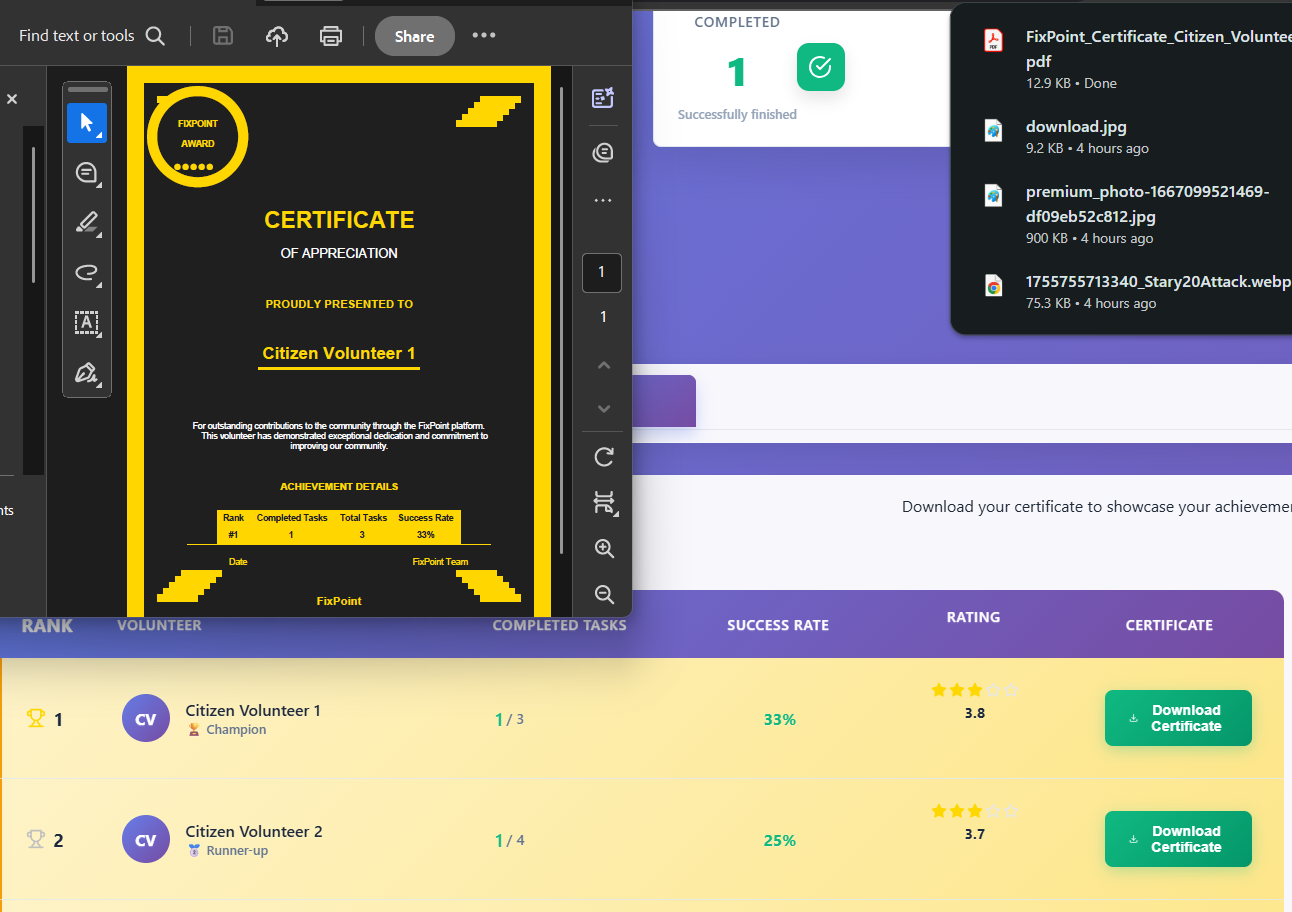 Find text or tools
Share
nts
FIXPOINT
AWARD
CERTIFICATE
OF APPRECIATION
PROUDLY PRESENTED TO
Citizen Volunteer 1
For outstanding contributions to the community through the FixPoint platform.
This volunteer has demonstrated exceptional dedication and commitment to
improving our community.
ACHIEVEMENT DETAILS
Rank Completed Tasks Total Tasks Success Rate
#1 1 3 33%
Date FixPoint Team
FixPoint
1
1
COMPLETED
1
Successfully finished
FixPoint_Certificate_Citizen_Voluntee
pdf
12.9 KB • Done
download.jpg
9.2 KB • 4 hours ago
premium_photo-1667099521469-
df09eb52c812.jpg
900 KB • 4 hours ago
1755755713340_Stary20Attack.webp
75.3 KB • 4 hours ago
Download your certificate to showcase your achievemen
RANK VOLUNTEER COMPLETED TASKS SUCCESS RATE RATING CERTIFICATE
1 CV Citizen Volunteer 1 1 / 3 33% 3.8 Download
Champion Certificate
2 CV Citizen Volunteer 2 1 / 4 25% 3.7 Download
Runner-up Certificate